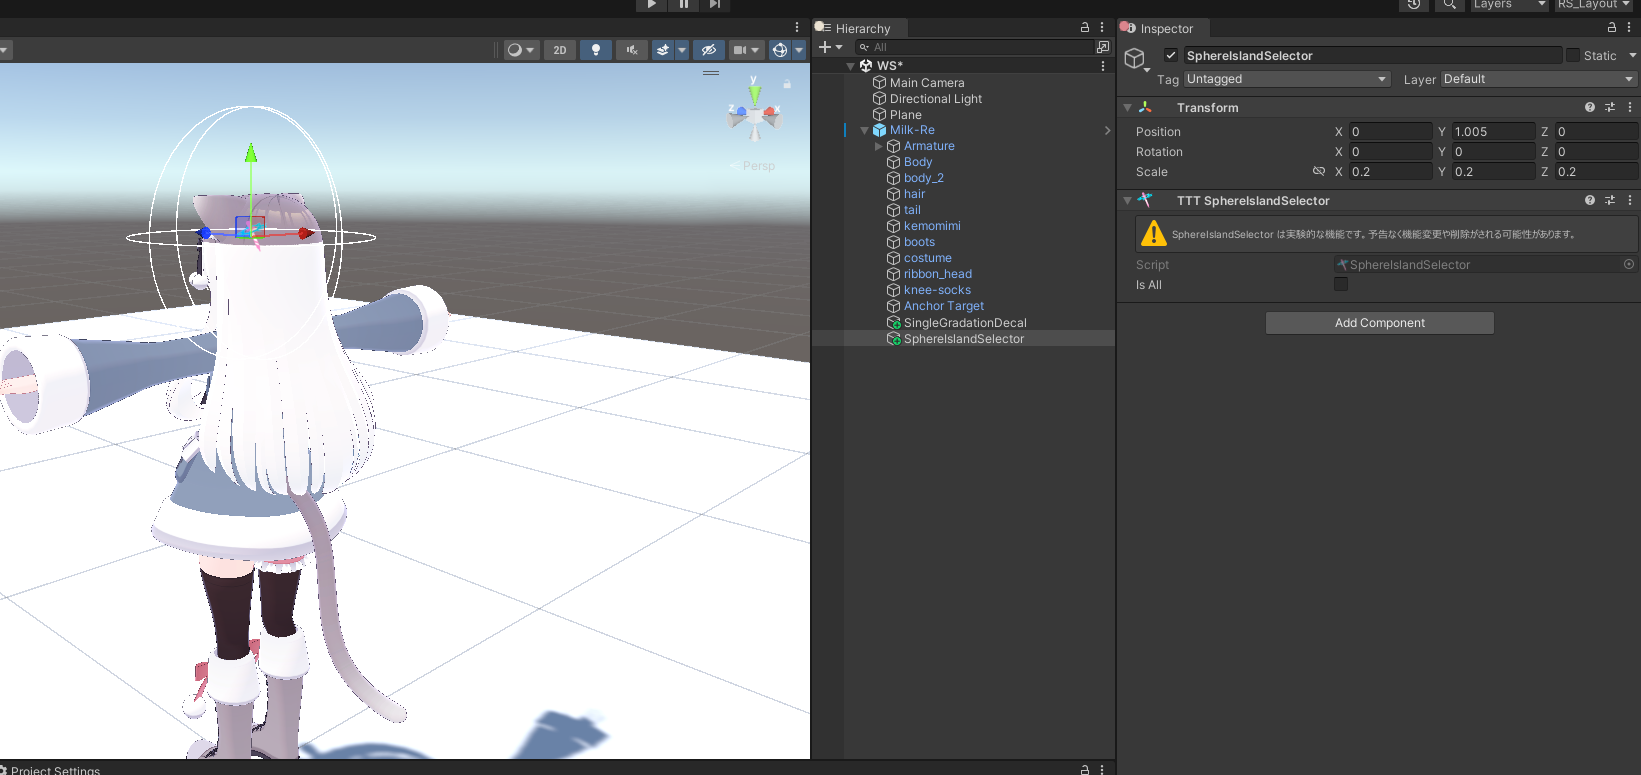 Layers
RS_Layout
2D
y
z
x
Persp
Hierarchy
All
WS*
Main Camera
Directional Light
Plane
Milk-Re
Armature
Body
body_2
hair
tail
kemomimi
boots
costume
ribbon_head
knee-socks
Anchor Target
SingleGradationDecal
SphereIslandSelector
Inspector
SphereIslandSelector
Static
Tag Untagged
Layer Default
Transform
Position X 0 Y 1.005 Z 0
Rotation X 0 Y 0 Z 0
Scale X 0.2 Y 0.2 Z 0.2
TTT SphereIslandSelector
SphereIslandSelector は実験的な機能です。予告なく機能変更や削除がされる可能性があります。
Script SphereIslandSelector
Is All
Add Component
Project Settings